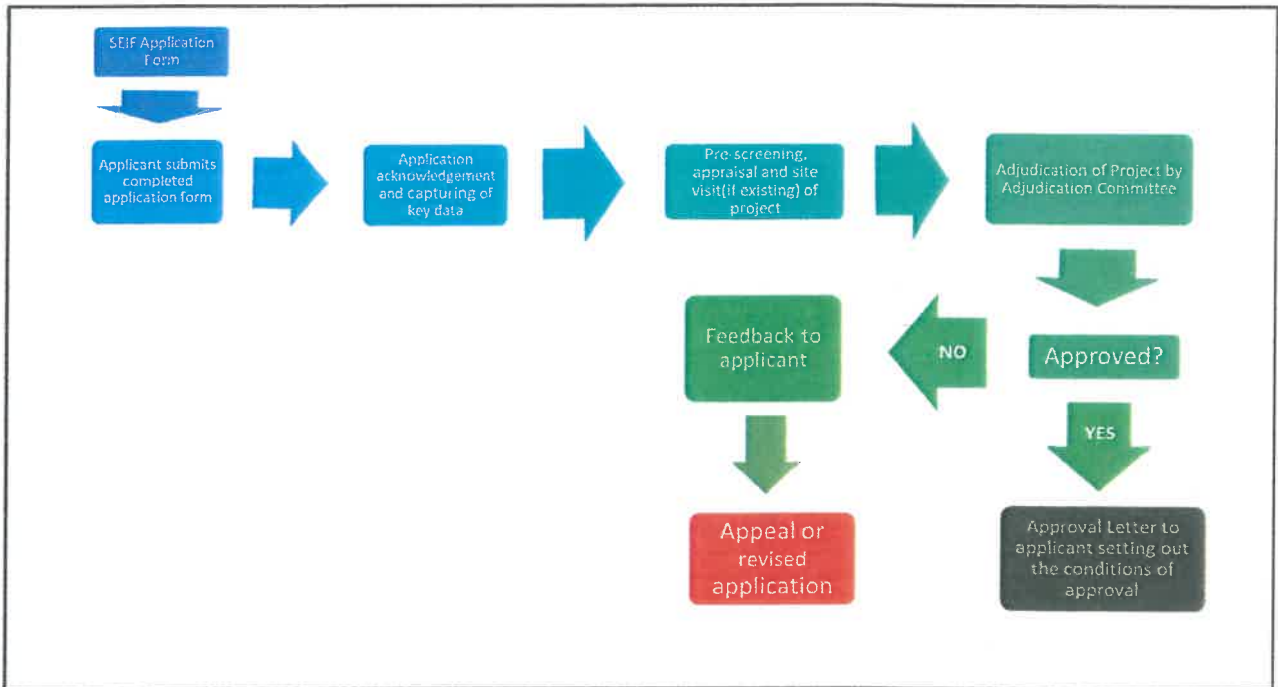 SEIF Application
Form
Applicant submits
completed
application form
Application
acknowledgement
and capturing of
key data
Pre-screening,
appraisal and site
visit(if existing) of
project
Adjudication of Project by
Adjudication Committee
Approved?
NO
Feedback to
applicant
Appeal or
revised
application
YES
Approval Letter to
applicant setting out
the conditions of
approval